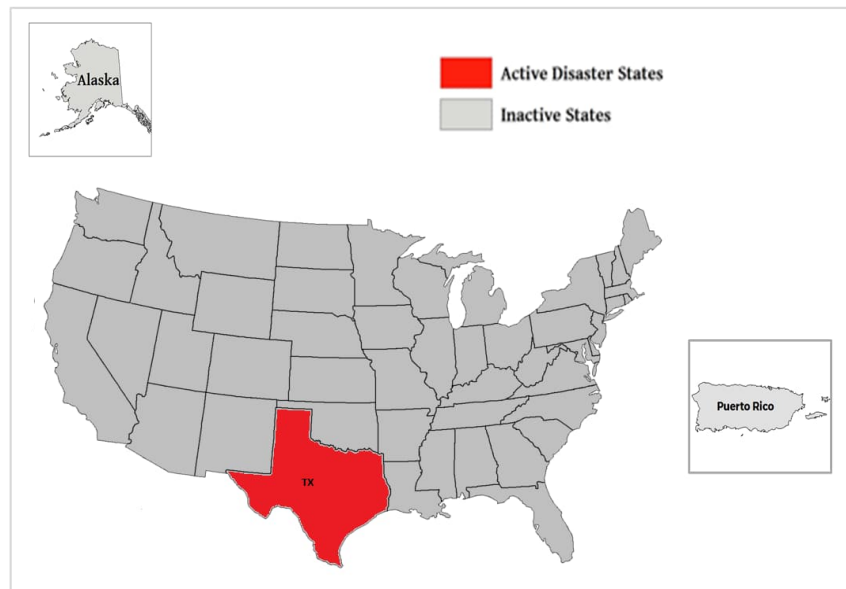 Alaska
Active Disaster States
Inactive States
Puerto Rico
TX